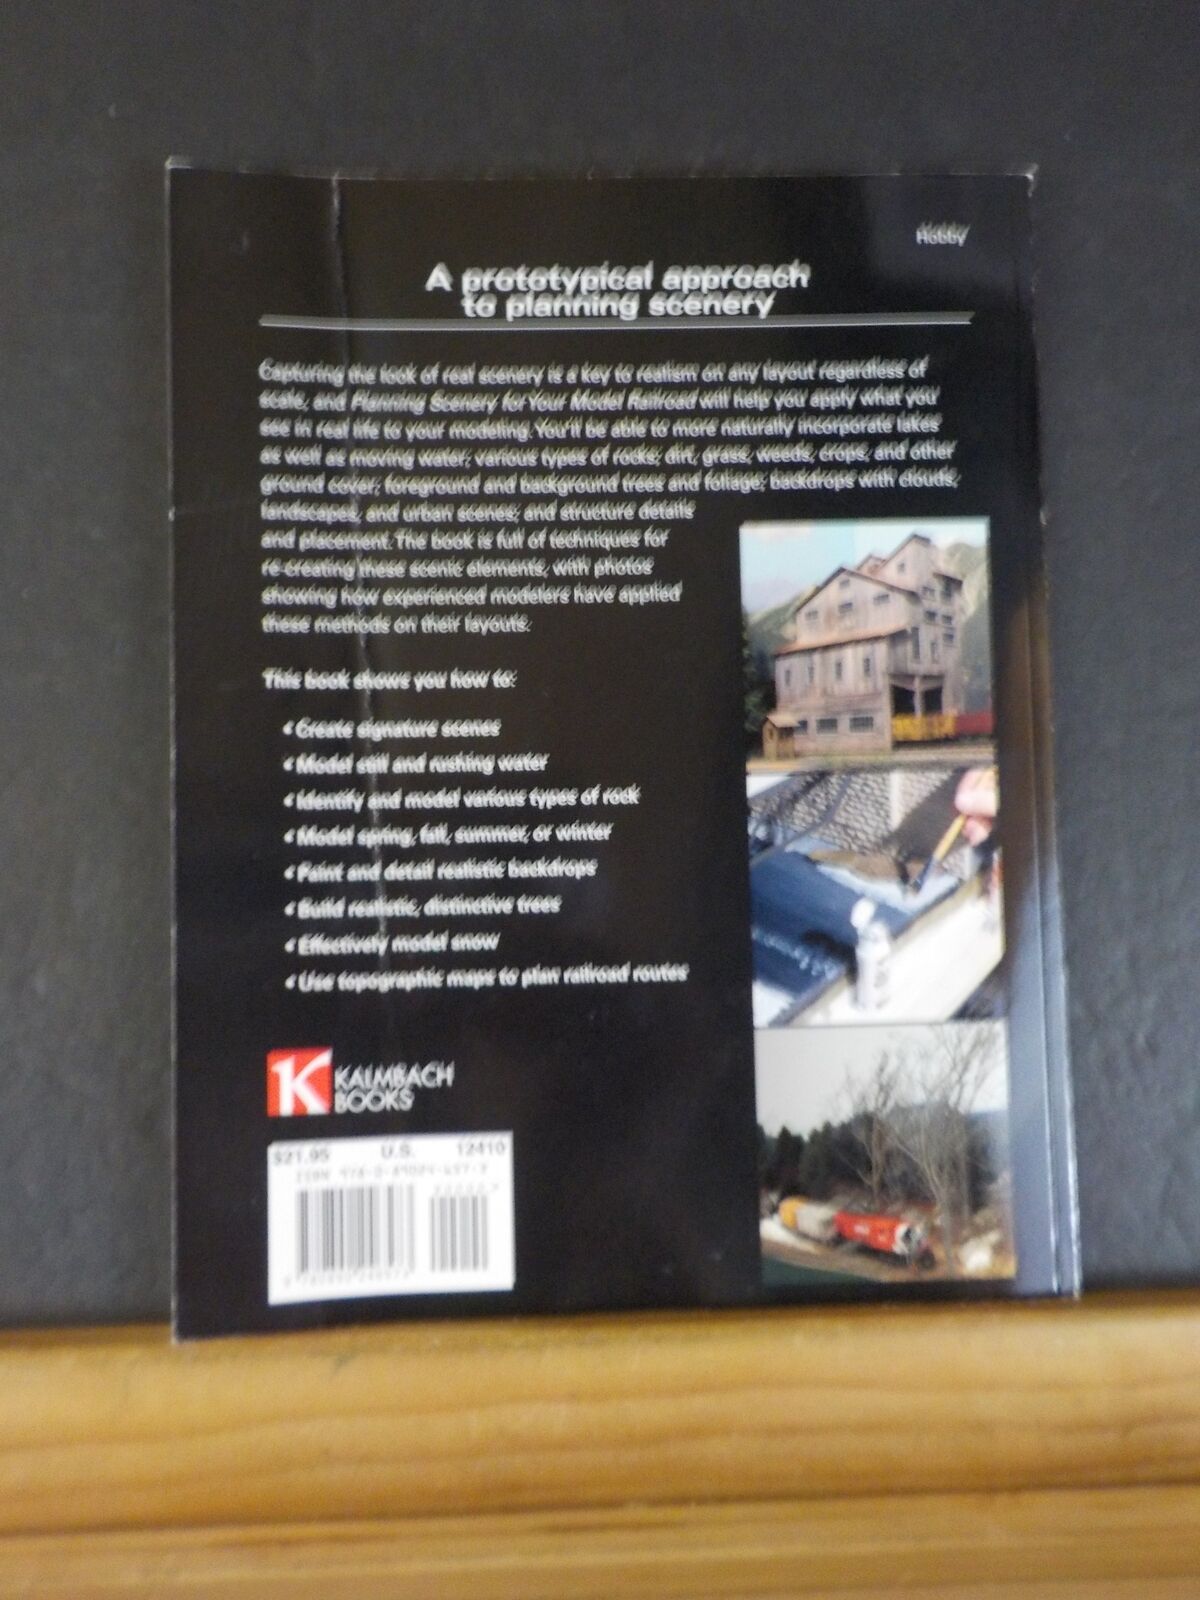 Hobby
A prototypical approach
to planning scenery
Capturing the look of real scenery is a key to realism on any layout regardless of
scale, and Planning Scenery for Your Model Railroad will help you apply what you
see in real life to your modeling. You'll be able to more naturally incorporate lakes
as well as moving water; various types of rocks; dirt, grass, weeds, crops, and other
ground cover; foreground and background trees and foliage; backdrops with clouds,
landscapes, and urban scenes; and structure details
and placement. The book is full of techniques for
re-creating these scenic elements, with photos
showing how experienced modelers have applied
these methods on their layouts.
This book shows you how to:
• Create signature scenes
• Model still and rushing water
• Identify and model various types of rock
• Model spring, fall, summer, or winter
• Paint and detail realistic backdrops
• Build realistic, distinctive trees
• Effectively model snow
• Use topographic maps to plan railroad routes
K KALMBACH
BOOKS
$21.95 U.S. 12410
ISBN